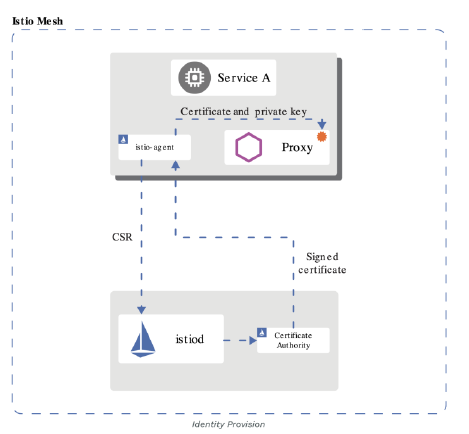 Istio Mesh
Service A
Certificate and private key
istio-agent
Proxy
CSR
Signed
certificate
istiod
Certificate
Authority
Identity Provision